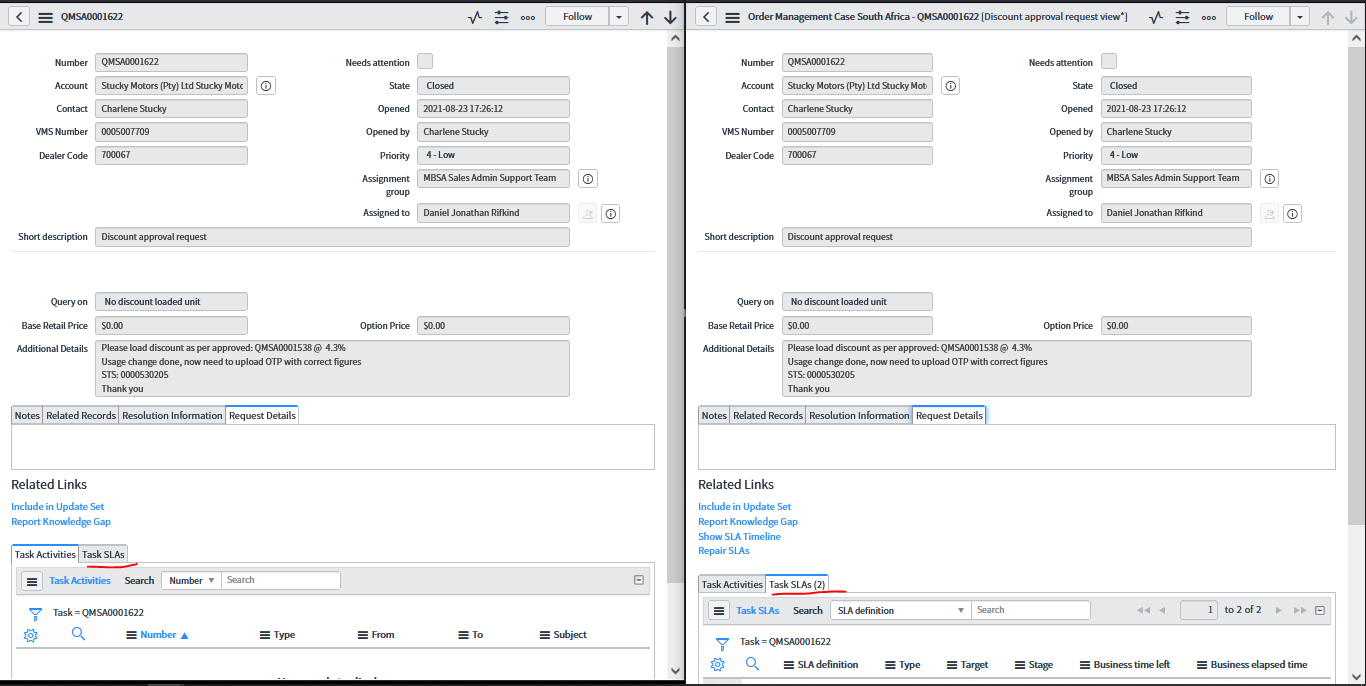 QMSA0001622
Follow
Number QMSA0001622
Needs attention
Account Stucky Motors (Pty) Ltd Stucky Motc
State Closed
Contact Charlene Stucky
Opened 2021-08-23 17:26:12
VMS Number 0005007709
Opened by Charlene Stucky
Dealer Code 700067
Priority 4 - Low
Assignment group MBSA Sales Admin Support Team
Assigned to Daniel Jonathan Rifkind
Short description Discount approval request
Query on No discount loaded unit
Base Retail Price $0.00
Option Price $0.00
Additional Details Please load discount as per approved: QMSA0001538 @ 4.3%
Usage change done, now need to upload OTP with correct figures
STS: 0000530205
Thank you
Notes Related Records Resolution Information Request Details
Related Links
Include in Update Set
Report Knowledge Gap
Task Activities Task SLAs
Task Activities Search Number Search
Task = QMSA0001622
Number Type From To Subject
Order Management Case South Africa - QMSA0001622 [Discount approval request view*]
Follow
Number QMSA0001622
Needs attention
Account Stucky Motors (Pty) Ltd Stucky Mot
State Closed
Contact Charlene Stucky
Opened 2021-08-23 17:26:12
VMS Number 0005007709
Opened by Charlene Stucky
Dealer Code 700067
Priority 4 - Low
Assignment group MBSA Sales Admin Support Team
Assigned to Daniel Jonathan Rifkind
Short description Discount approval request
Query on No discount loaded unit
Base Retail Price $0.00
Option Price $0.00
Additional Details Please load discount as per approved: QMSA0001538 @ 4.3%
Usage change done, now need to upload OTP with correct figures
STS: 0000530205
Thank you
Notes Related Records Resolution Information Request Details
Related Links
Include in Update Set
Report Knowledge Gap
Show SLA Timeline
Repair SLAs
Task Activities Task SLAs (2)
Task SLAs Search SLA definition Search 1 to 2 of 2
Task = QMSA0001622
SLA definition Type Target Stage Business time left Business elapsed time